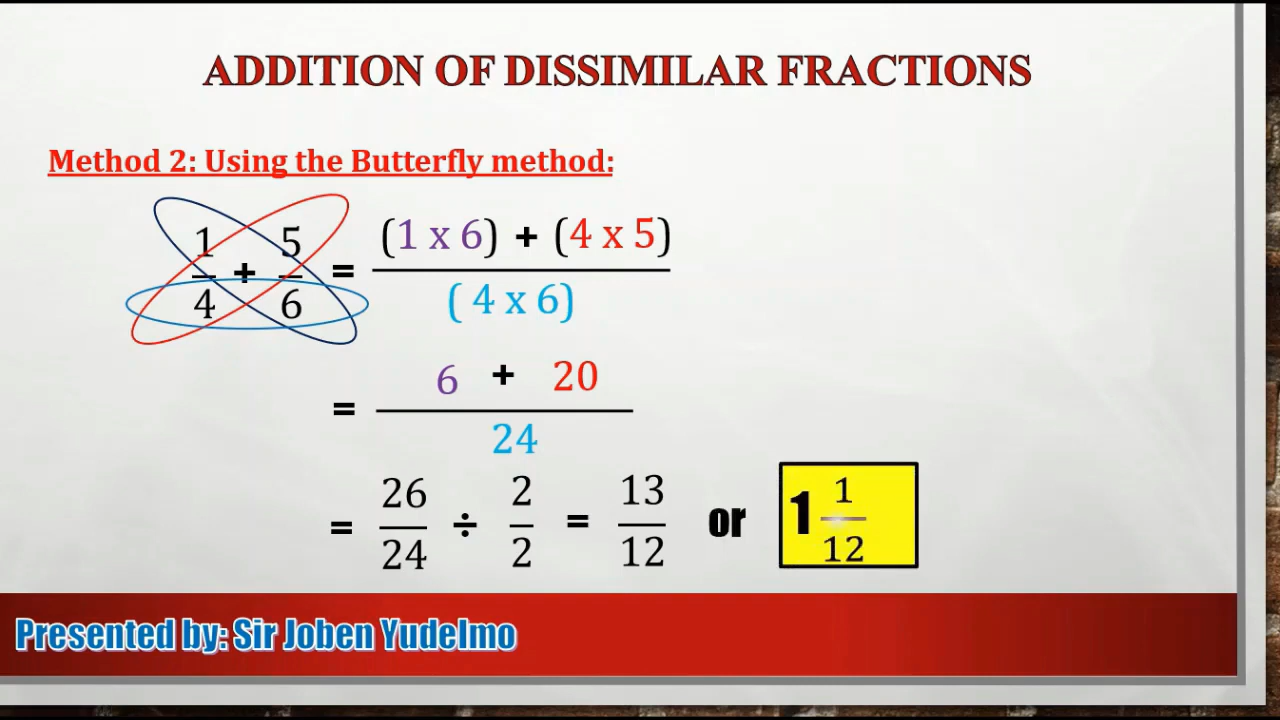 ADDITION OF DISSIMILAR FRACTIONS
Method 2: Using the Butterfly method:
1/4 + 5/6 = (1 x 6) + (4 x 5) / ( 4 x 6)
= 6 + 20 / 24
= 26/24 ÷ 2/2 = 13/12 or 1 1/12
Presented by: Sir Joben Yudelmo